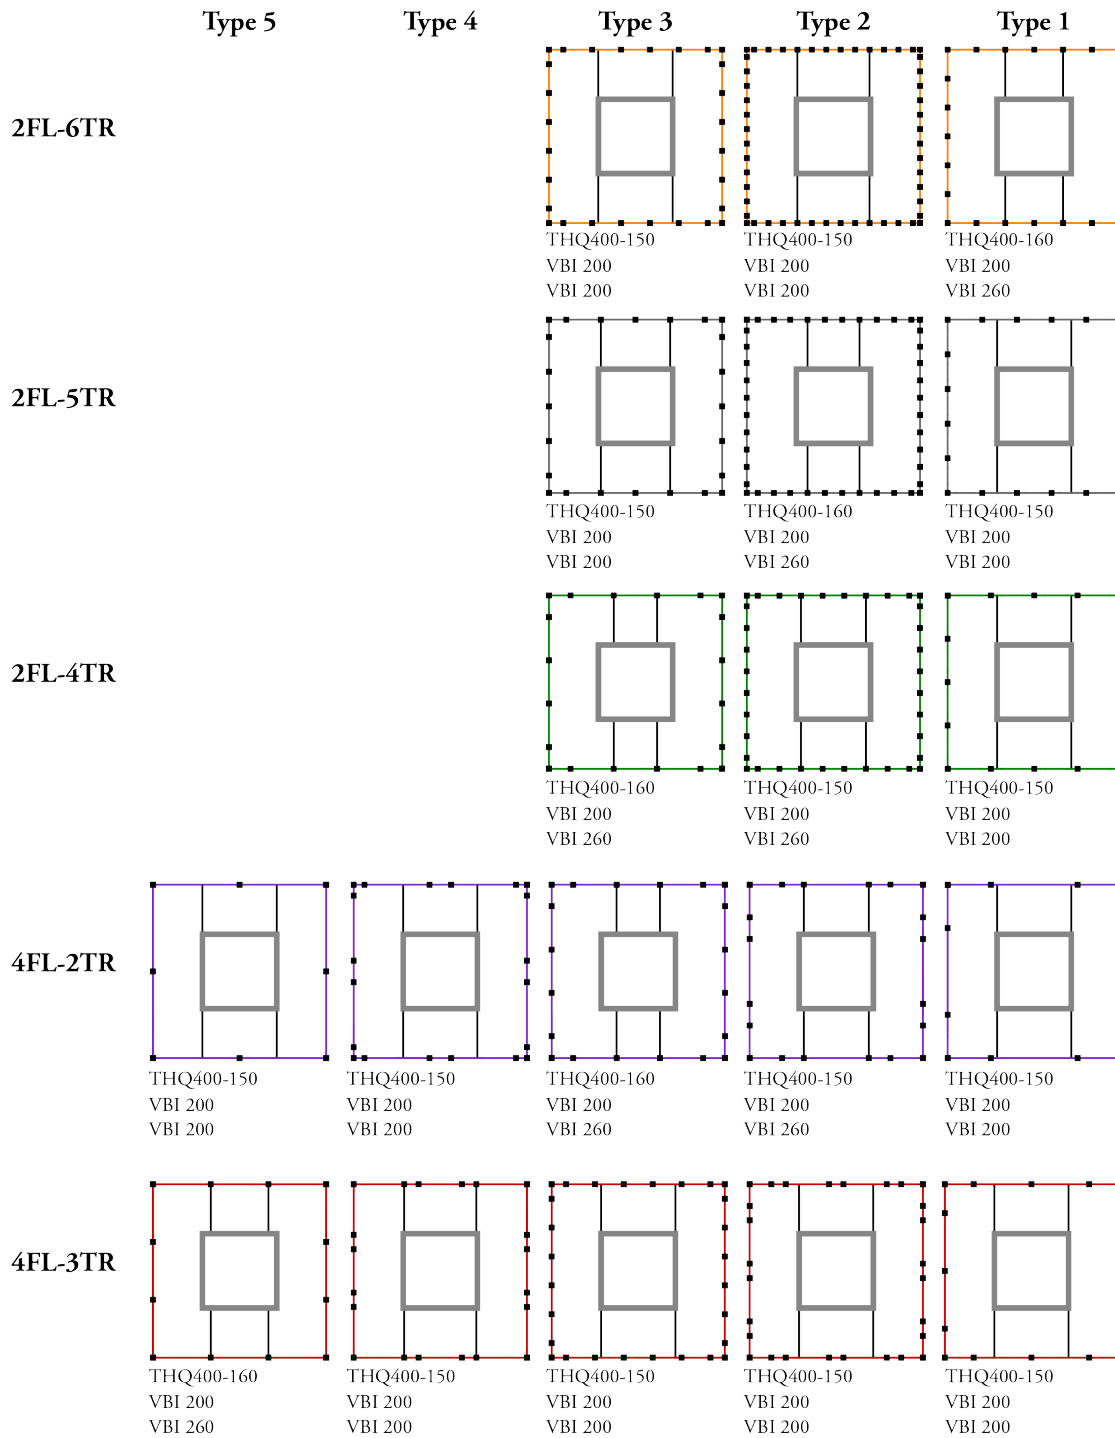 Type 5 Type 4 Type 3 Type 2 Type 1
2FL-6TR
THQ400-150 THQ400-150 THQ400-160
VBI 200 VBI 200 VBI 200
VBI 200 VBI 200 VBI 260
2FL-5TR
THQ400-150 THQ400-160 THQ400-150
VBI 200 VBI 200 VBI 200
VBI 200 VBI 260 VBI 200
2FL-4TR
THQ400-160 THQ400-150 THQ400-150
VBI 200 VBI 200 VBI 200
VBI 260 VBI 260 VBI 200
4FL-2TR
THQ400-150 THQ400-150 THQ400-160 THQ400-150 THQ400-150
VBI 200 VBI 200 VBI 200 VBI 200 VBI 200
VBI 200 VBI 200 VBI 260 VBI 260 VBI 200
4FL-3TR
THQ400-160 THQ400-150 THQ400-150 THQ400-150 THQ400-150
VBI 200 VBI 200 VBI 200 VBI 200 VBI 200
VBI 260 VBI 200 VBI 200 VBI 200 VBI 200